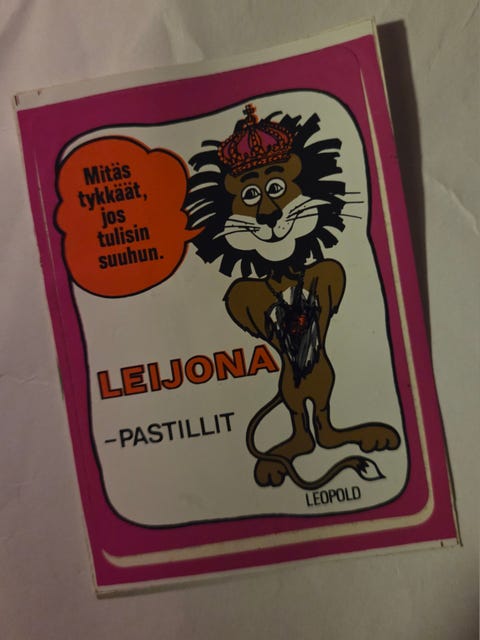 Mitäs
tykkäät,
jos
tulisin
suuhun.
LEIJONA
-PASTILLIT
LEOPOLD